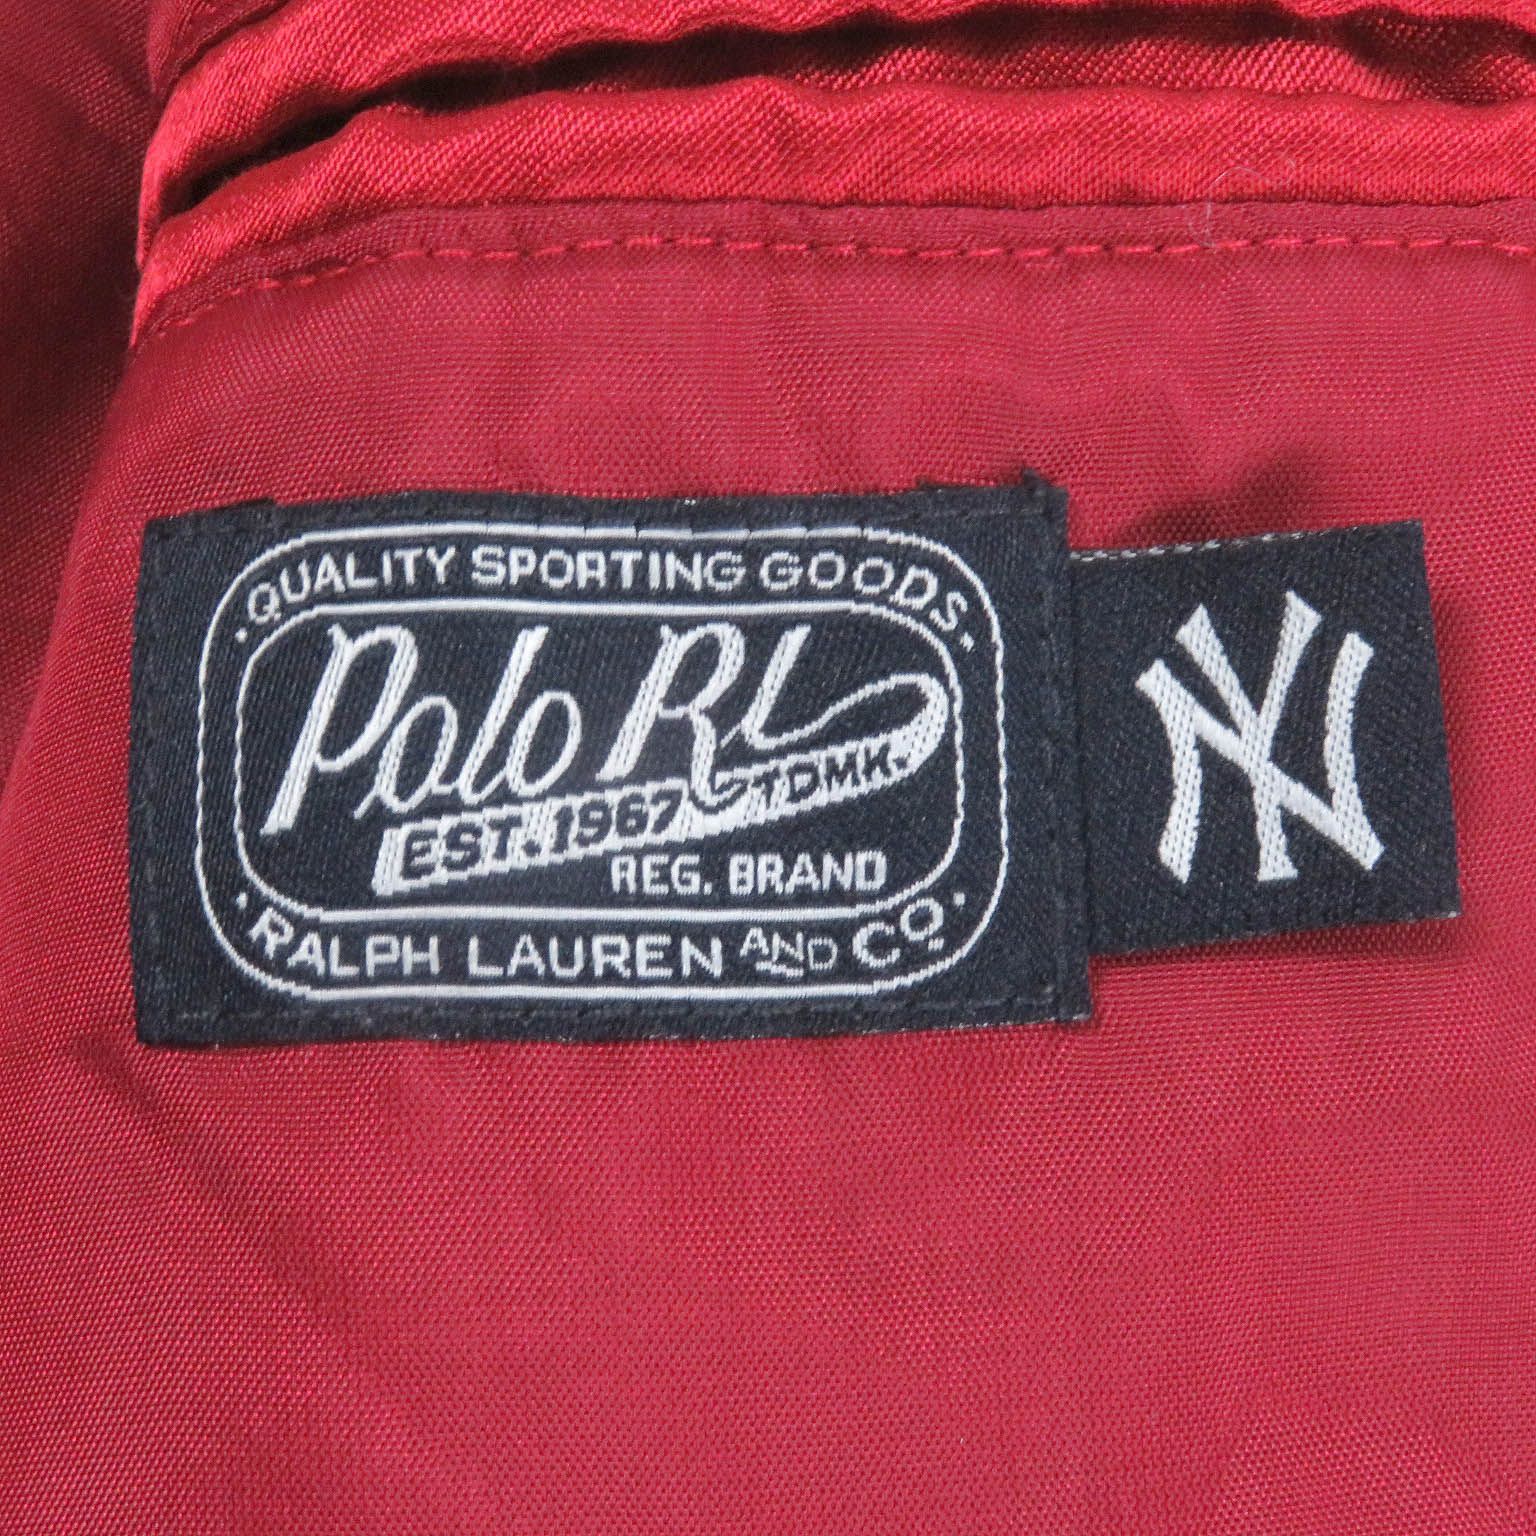 QUALITY SPORTING GOODS
Polo RL
EST. 1967 TDMK.
REG. BRAND
RALPH LAUREN AND CO.
NY